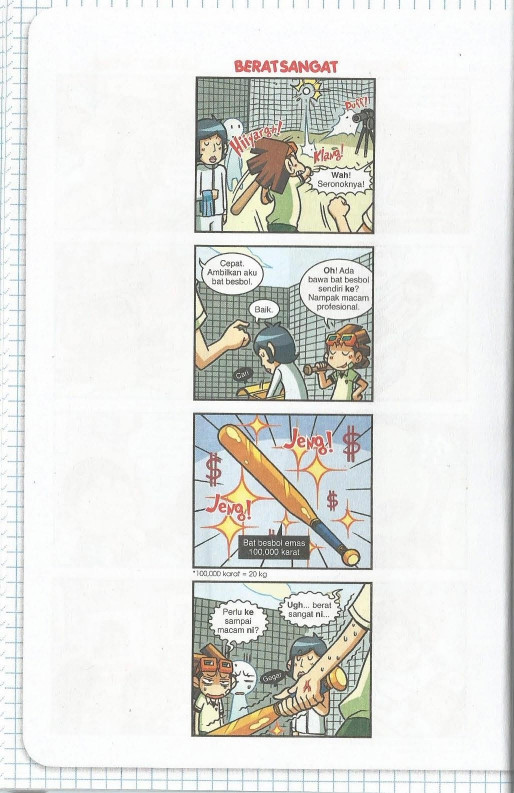 BERAT SANGAT
Hiiyargh!
Duff!
Klang!
Wah!
Seronoknya!
Cepat.
Ambilkan aku
bat besbol.
Oh! Ada
bawa bat besbol
sendiri ke?
Nampak macam
profesional.
Baik.
Cari
Jeng!
$
$
Jeng!
$
Bat besbol emas
100,000 karat
*100,000 karat = 20 kg
Ugh... berat
sangat ni...
Perlu ke
sampai
macam ni?
Gegar